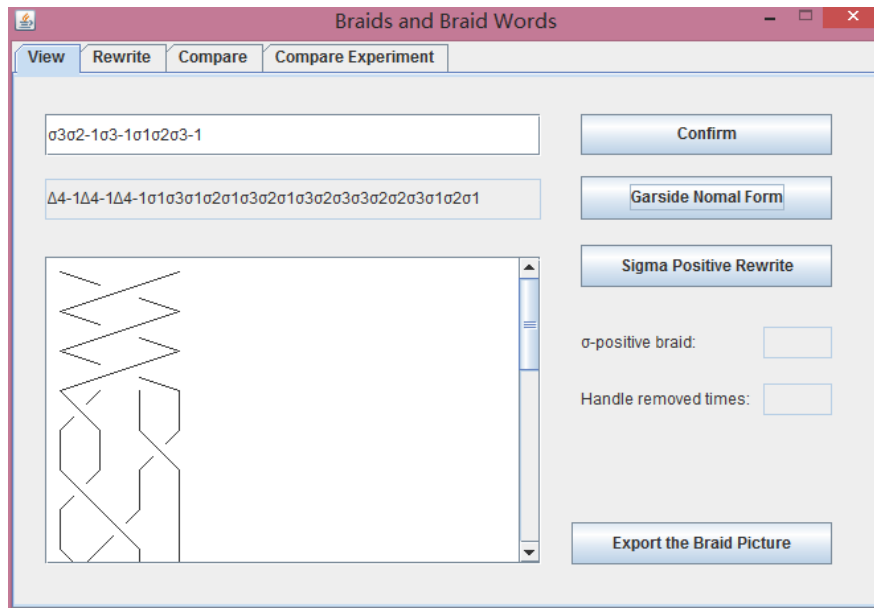 Braids and Braid Words
View Rewrite Compare Compare Experiment
σ3σ2-1σ3-1σ1σ2σ3-1
Confirm
Δ4-1Δ4-1Δ4-1σ1σ3σ1σ2σ1σ3σ2σ1σ3σ2σ3σ3σ2σ2σ3σ1σ2σ1
Garside Nomal Form
Sigma Positive Rewrite
σ-positive braid:
Handle removed times:
Export the Braid Picture